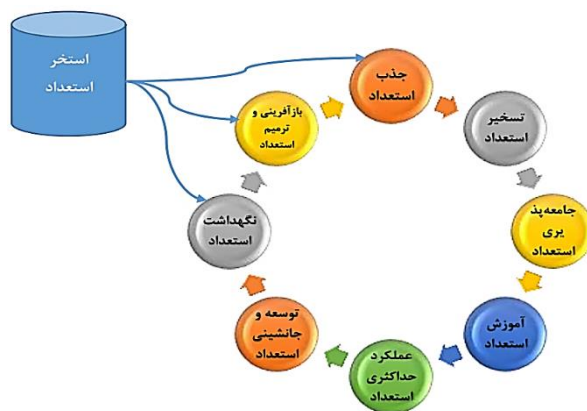 استخر
استعداد
جذب
استعداد
تسخیر
استعداد
جامعه‌پذ
یری
استعداد
آموزش
استعداد
عملکرد
حداکثری
استعداد
توسعه و
جانشینی
استعداد
نگهداشت
استعداد
بازآفرینی و
ترمیم
استعداد